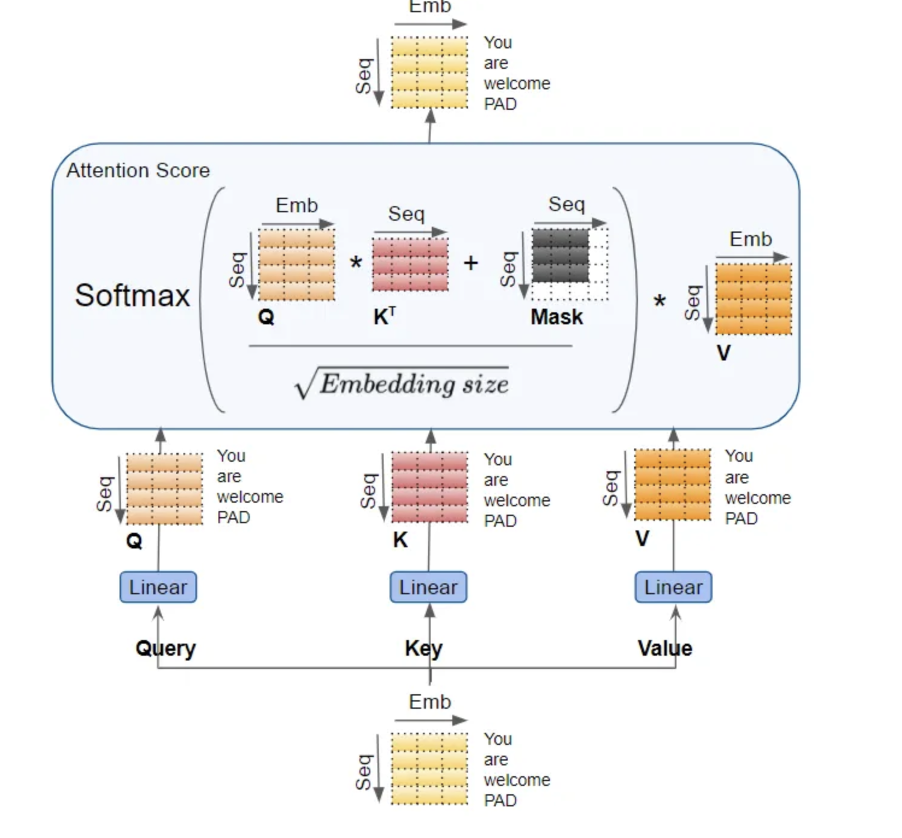 Emb
Seq
You
are
welcome
PAD
Attention Score
Softmax
Emb
Seq
Q
*
Seq
Kᵀ
+
Seq
Seq
Mask
*
Emb
Seq
V
√Embedding size
Seq
You
are
welcome
PAD
Q
Seq
You
are
welcome
PAD
K
Seq
You
are
welcome
PAD
V
Linear
Linear
Linear
Query
Key
Value
Emb
Seq
You
are
welcome
PAD